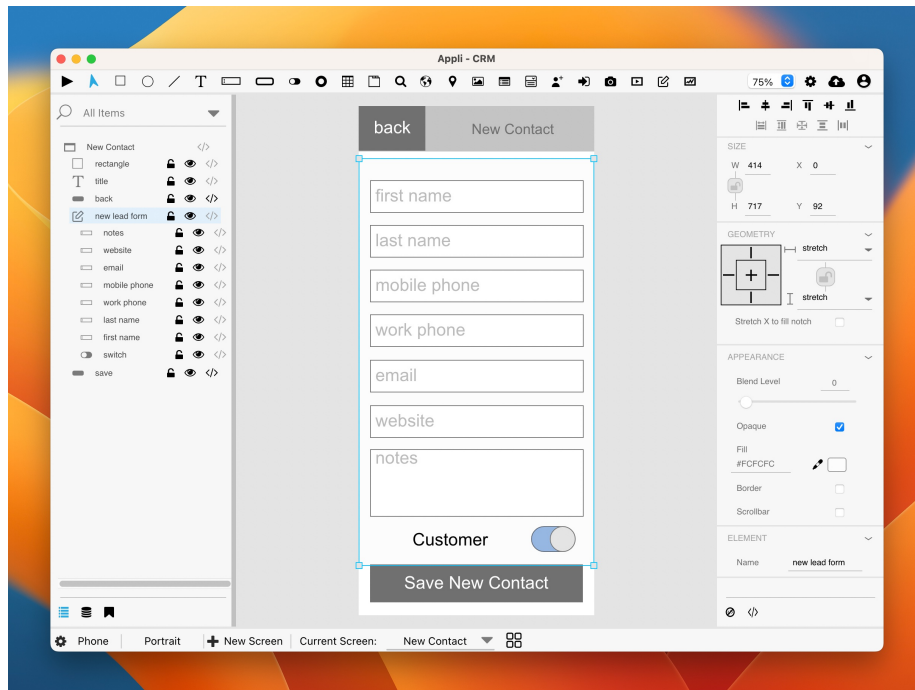 Appli - CRM
T
75%
All Items
New Contact </>
rectangle </>
T title </>
back </>
new lead form </>
notes </>
website </>
email </>
mobile phone </>
work phone </>
last name </>
first name </>
switch </>
save </>
back
New Contact
first name
last name
mobile phone
work phone
email
website
notes
Customer
Save New Contact
SIZE
W 414 X 0
H 717 Y 92
GEOMETRY
stretch
stretch
Stretch X to fill notch
APPEARANCE
Blend Level 0
Opaque
Fill
#FCFCFC
Border
Scrollbar
ELEMENT
Name new lead form
</>
Phone Portrait New Screen Current Screen: New Contact